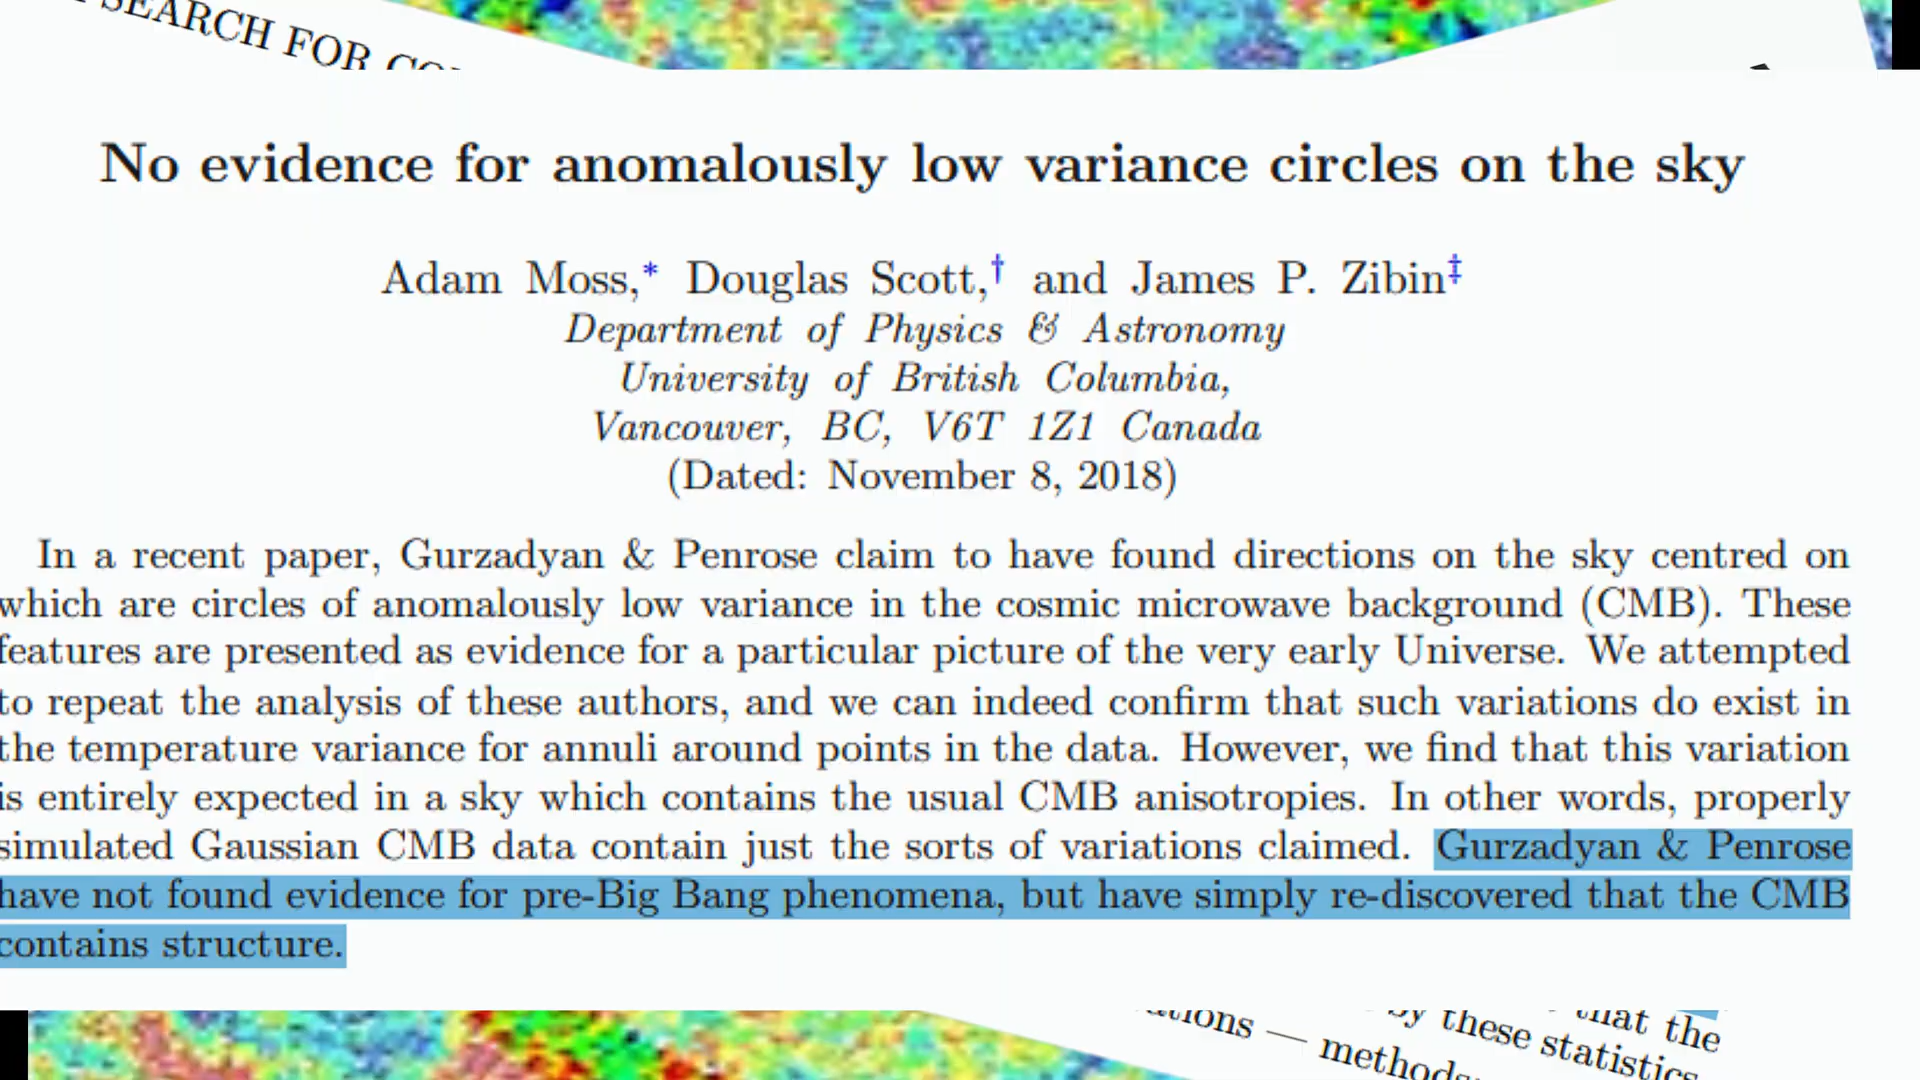 SEARCH FOR
No evidence for anomalously low variance circles on the sky
Adam Moss,* Douglas Scott,† and James P. Zibin‡
Department of Physics & Astronomy
University of British Columbia,
Vancouver, BC, V6T 1Z1 Canada
(Dated: November 8, 2018)
In a recent paper, Gurzadyan & Penrose claim to have found directions on the sky centred on
which are circles of anomalously low variance in the cosmic microwave background (CMB). These
features are presented as evidence for a particular picture of the very early Universe. We attempted
to repeat the analysis of these authors, and we can indeed confirm that such variations do exist in
the temperature variance for annuli around points in the data. However, we find that this variation
is entirely expected in a sky which contains the usual CMB anisotropies. In other words, properly
simulated Gaussian CMB data contain just the sorts of variations claimed. Gurzadyan & Penrose
have not found evidence for pre-Big Bang phenomena, but have simply re-discovered that the CMB
contains structure.
that the
by these statistics
— methods